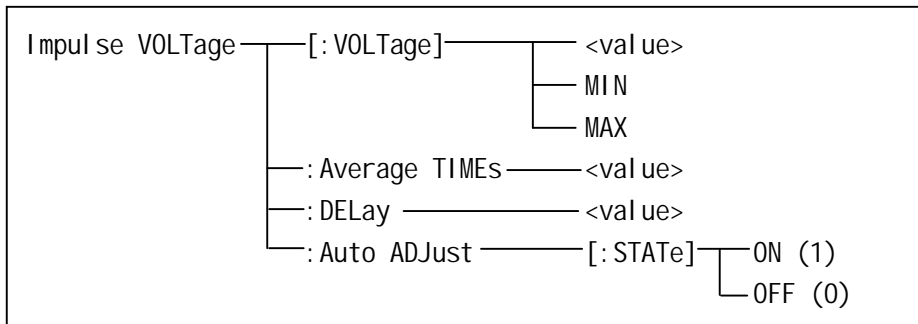 Impulse VOLTage [:VOLTage] <value>
MIN
MAX
:Average TIMEs <value>
:DELay <value>
:Auto ADJust [:STATe] ON (1)
OFF (0)